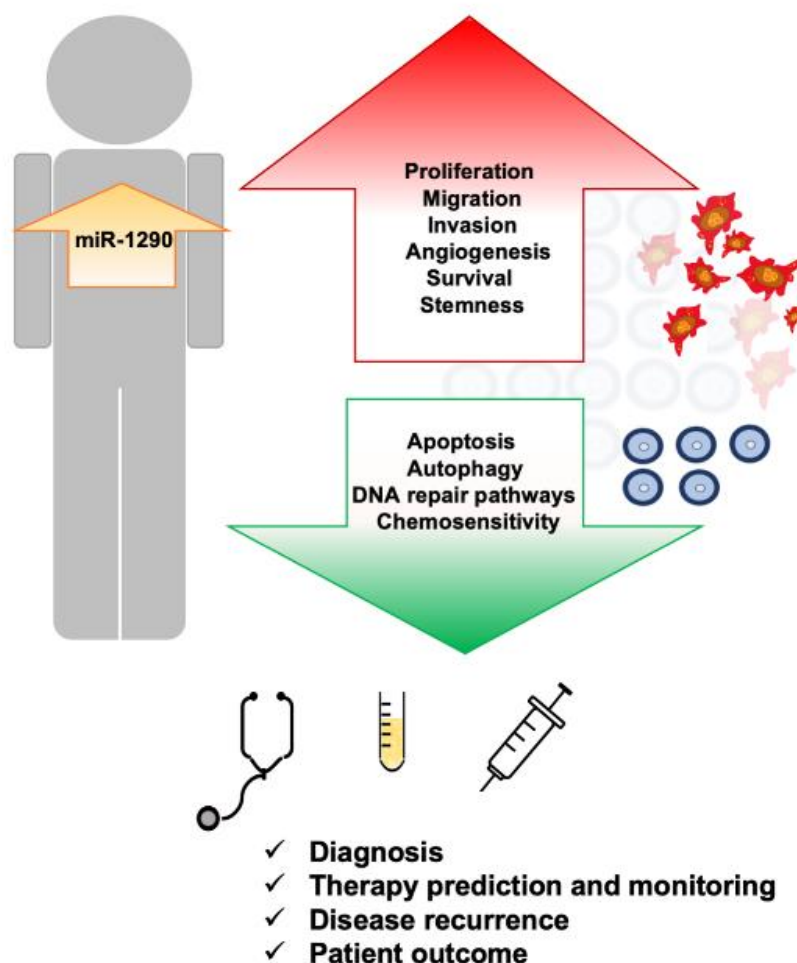 miR-1290
Proliferation
Migration
Invasion
Angiogenesis
Survival
Stemness
Apoptosis
Autophagy
DNA repair pathways
Chemosensitivity
✓ Diagnosis
✓ Therapy prediction and monitoring
✓ Disease recurrence
✓ Patient outcome